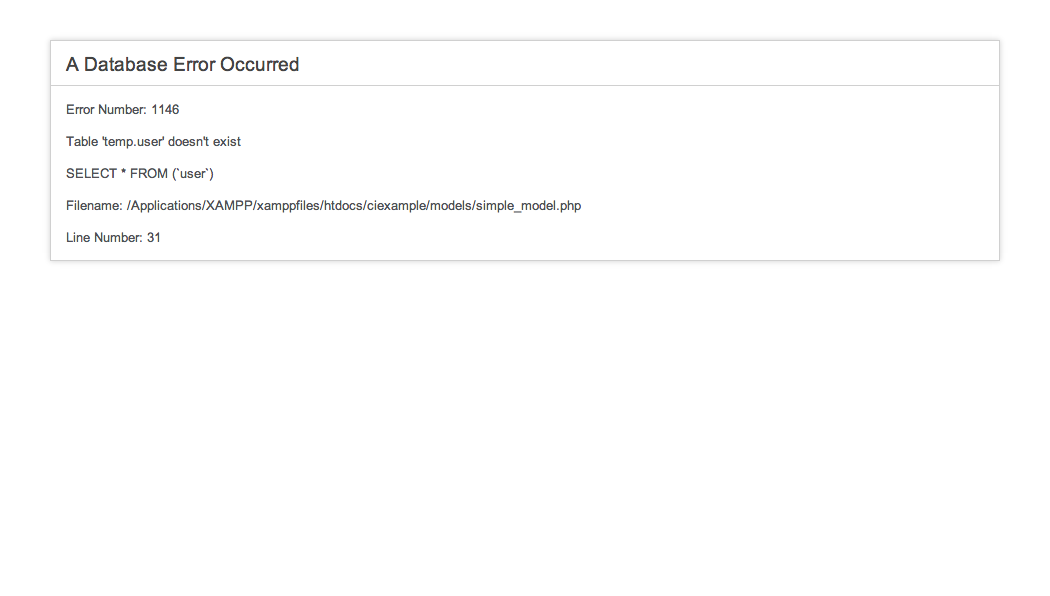 A Database Error Occurred
Error Number: 1146
Table 'temp.user' doesn't exist
SELECT * FROM (`user`)
Filename: /Applications/XAMPP/xamppfiles/htdocs/ciexample/models/simple_model.php
Line Number: 31